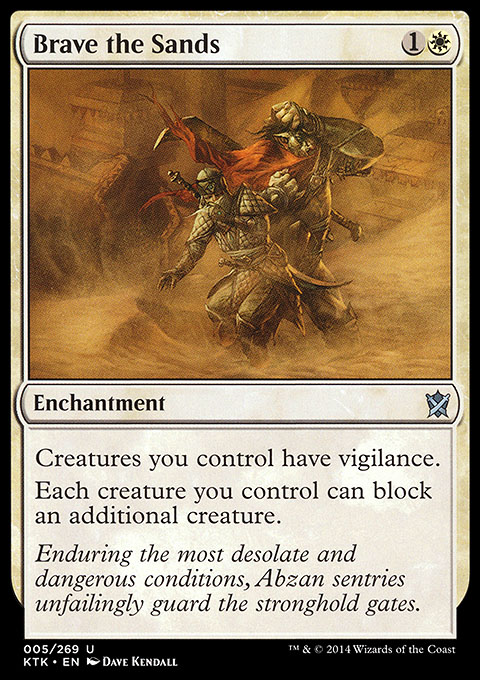 Brave the Sands 1
Enchantment
Creatures you control have vigilance.
Each creature you control can block
an additional creature.
Enduring the most desolate and
dangerous conditions, Abzan sentries
unfailingly guard the stronghold gates.
005/269 U
KTK • EN Dave Kendall
™ & © 2014 Wizards of the Coast